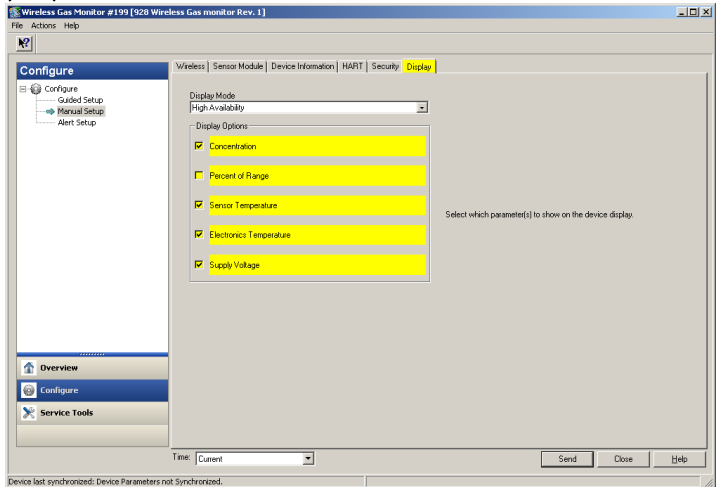 Wireless Gas Monitor #199 [928 Wireless Gas monitor Rev. 1]
File Actions Help
Configure
Wireless Sensor Module Device Information HART Security Display
Configure
Guided Setup
Manual Setup
Alert Setup
Display Mode
High Availability
Display Options
Concentration
Percent of Range
Sensor Temperature
Electronics Temperature
Supply Voltage
Select which parameter(s) to show on the device display.
Overview
Configure
Service Tools
Time: Current
Send Close Help
Device last synchronized: Device Parameters not Synchronized.